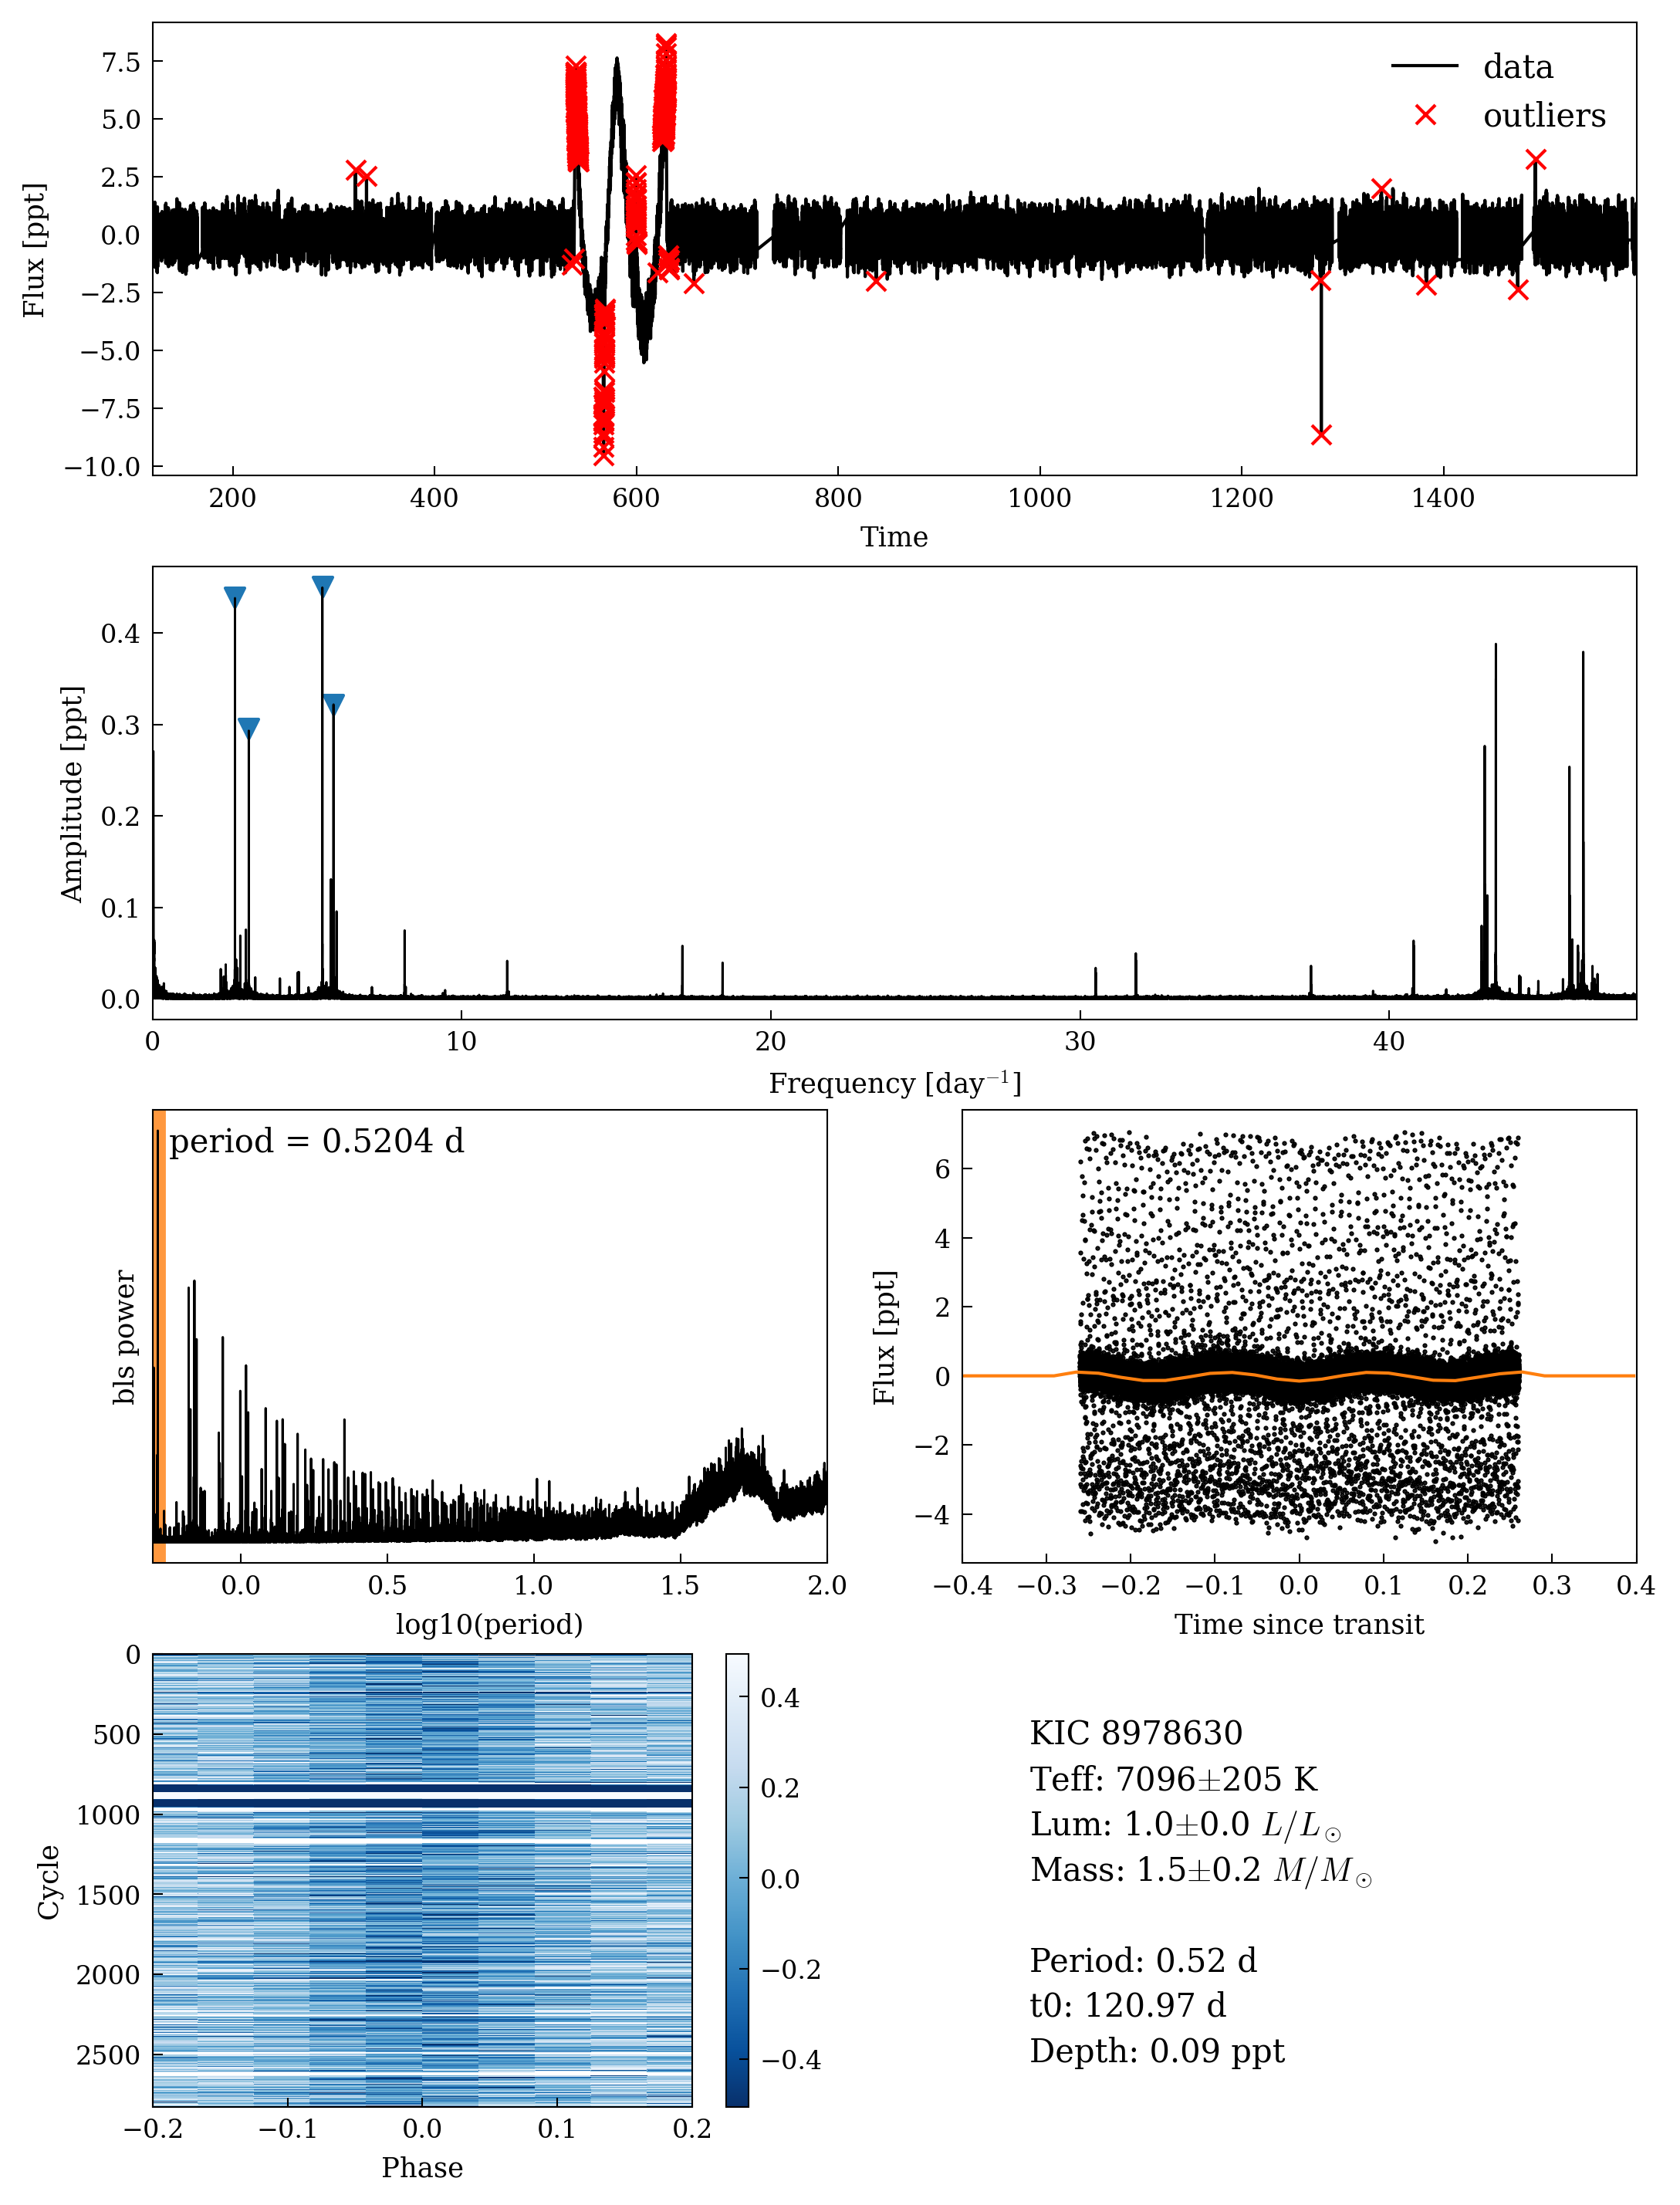 data
outliers
7.5
5.0
2.5
0.0
−2.5
−5.0
−7.5
−10.0
Flux [ppt]
200 400 600 800 1000 1200 1400
Time
0.4
0.3
0.2
0.1
0.0
Amplitude [ppt]
0 10 20 30 40
Frequency [day⁻¹]
period = 0.5204 d
bls power
0.0 0.5 1.0 1.5 2.0
log10(period)
6
4
2
0
−2
−4
Flux [ppt]
−0.4 −0.3 −0.2 −0.1 0.0 0.1 0.2 0.3 0.4
Time since transit
0
500
1000
1500
2000
2500
Cycle
−0.2 −0.1 0.0 0.1 0.2
Phase
0.4
0.2
0.0
−0.2
−0.4
KIC 8978630
Teff: 7096±205 K
Lum: 1.0±0.0 L/L☉
Mass: 1.5±0.2 M/M☉
Period: 0.52 d
t0: 120.97 d
Depth: 0.09 ppt